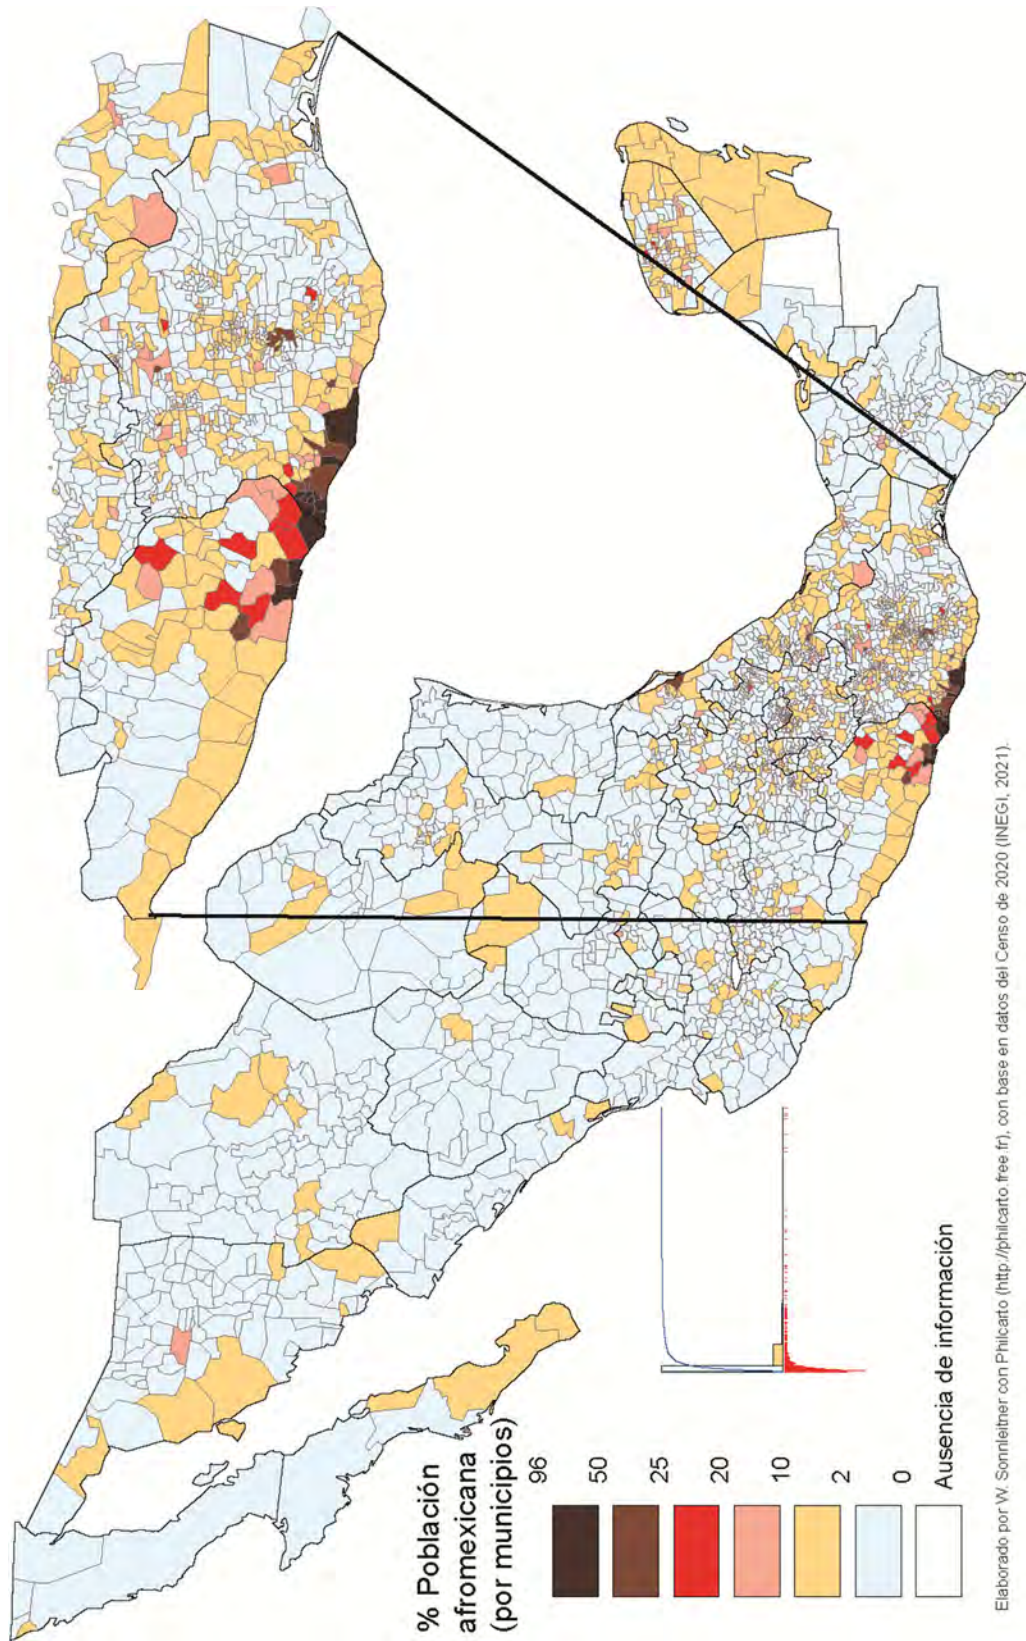 % Población
afromexicana
(por municipios)
96
50
25
20
10
2
0
Ausencia de información
Elaborado por W. Sonnleitner con Philcarto (http://philcarto.free.fr), con base en datos del Censo de 2020 (INEGI, 2021).